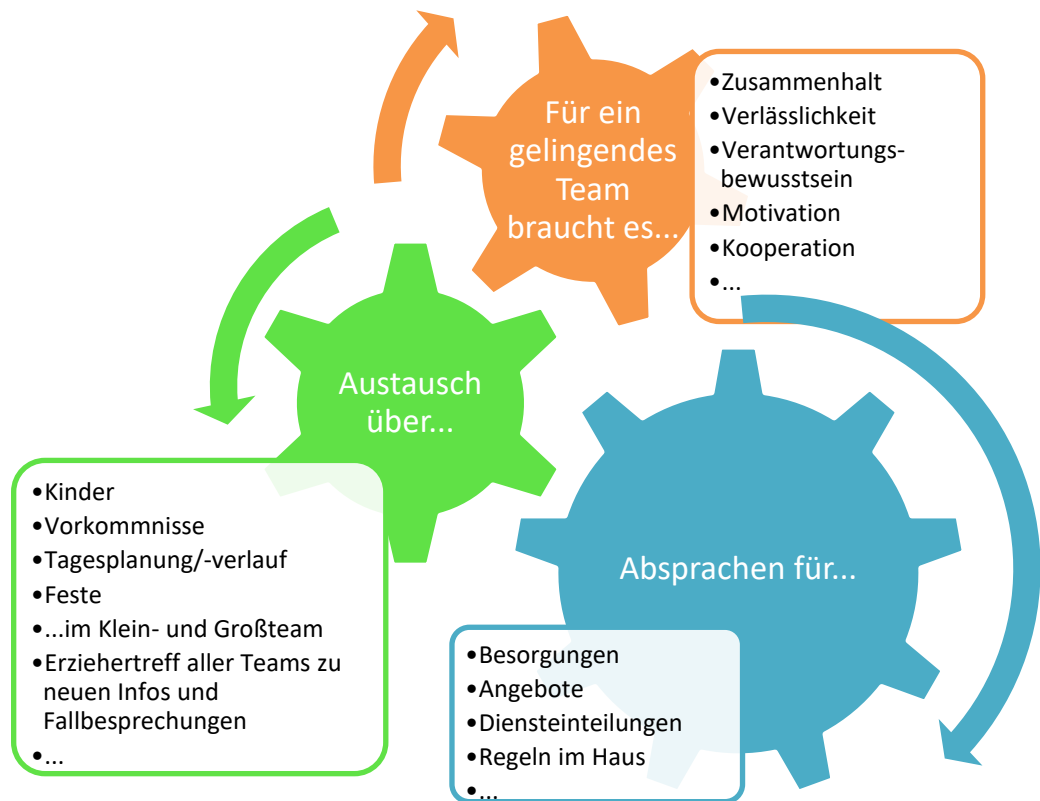 Für ein
gelingendes
Team
braucht es...
•Zusammenhalt
•Verlässlichkeit
•Verantwortungs-
bewusstsein
•Motivation
•Kooperation
•...
Austausch
über...
•Kinder
•Vorkommnisse
•Tagesplanung/-verlauf
•Feste
•...im Klein- und Großteam
•Erziehertreff aller Teams zu
neuen Infos und
Fallbesprechungen
•...
Absprachen für...
•Besorgungen
•Angebote
•Diensteinteilungen
•Regeln im Haus
•...